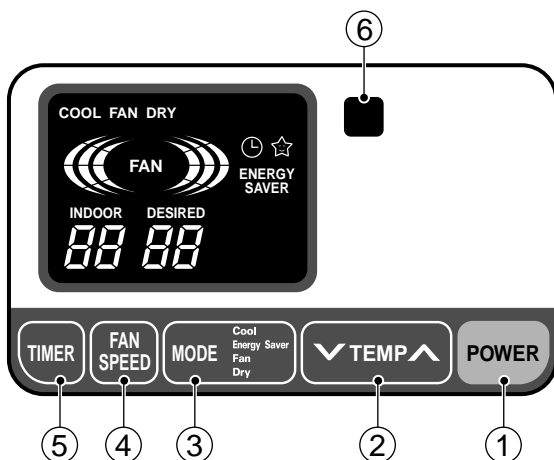 6
COOL FAN DRY
FAN
ENERGY
SAVER
INDOOR DESIRED
88 88
TIMER
FAN
SPEED
MODE
Cool
Energy Saver
Fan
Dry
TEMP
POWER
5 4 3 2 1